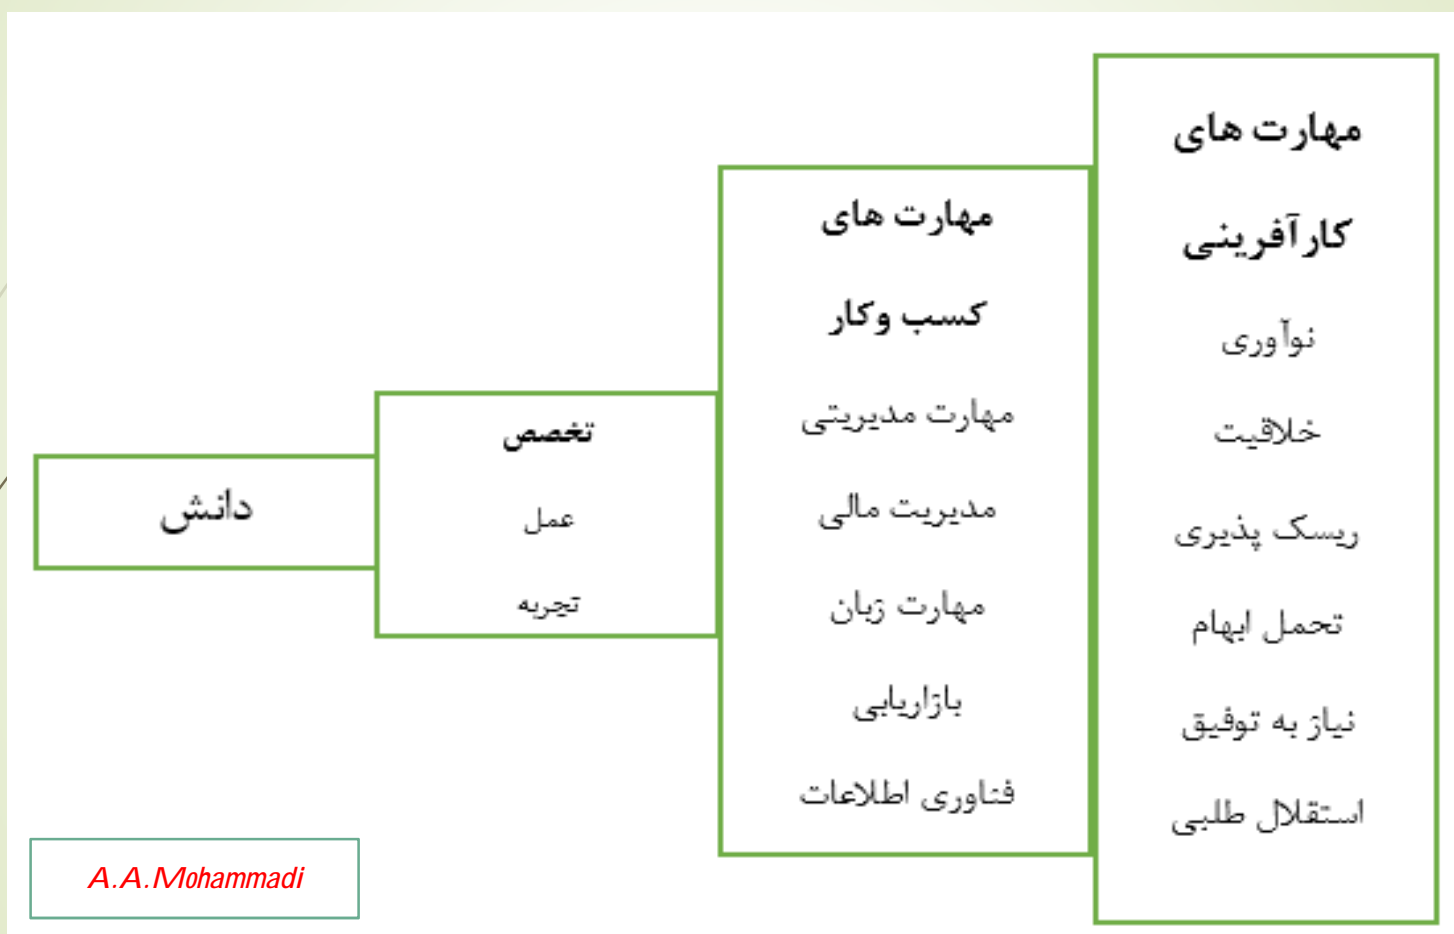 مهارت های
کارآفرینی
نوآوری
خلاقیت
ریسک پذیری
تحمل ابهام
نیاز به توفیق
استقلال طلبی
مهارت های
کسب وکار
مهارت مدیریتی
مدیریت مالی
مهارت زبان
بازاریابی
فناوری اطلاعات
تخصص
عمل
تجربه
دانش
A.A.Mohammadi